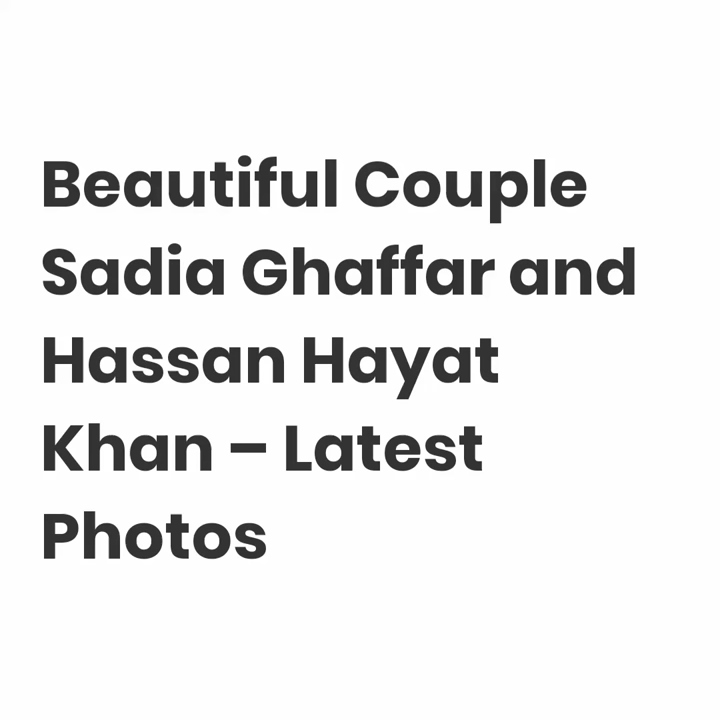 Beautiful Couple
Sadia Ghaffar and
Hassan Hayat
Khan – Latest
Photos